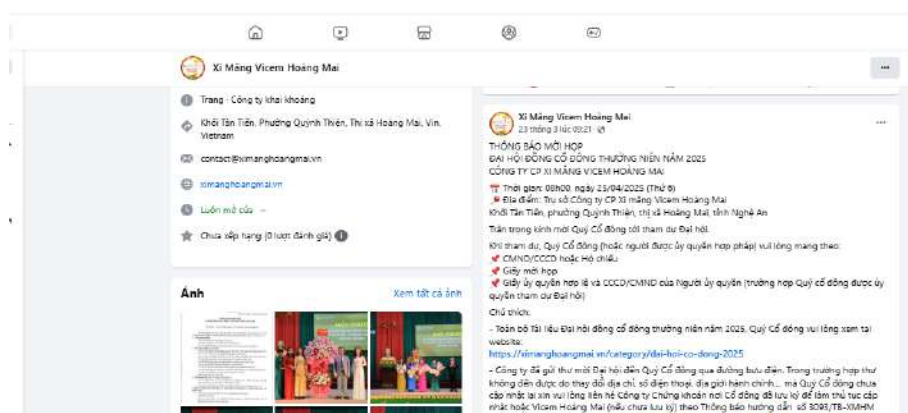 Xi Măng Vicem Hoàng Mai
Trang · Công ty khai khoáng
Khối Tân Tiến, Phường Quỳnh Thiện, Thị xã Hoàng Mai, Vin,
Vietnam
contact@ximanghoangmai.vn
ximanghoangmai.vn
Luôn mở cửa
Chưa xếp hạng (0 lượt đánh giá)
Ảnh
Xem tất cả ảnh
Xi Măng Vicem Hoàng Mai
23 tháng 3 lúc 09:21
THÔNG BÁO MỜI HỌP
ĐẠI HỘI ĐỒNG CỔ ĐÔNG THƯỜNG NIÊN NĂM 2025
CÔNG TY CP XI MĂNG VICEM HOÀNG MAI
Thời gian: 08h00, ngày 25/04/2025 (Thứ 6)
Địa điểm: Trụ sở Công ty CP Xi măng Vicem Hoàng Mai
Khối Tân Tiến, phường Quỳnh Thiện, thị xã Hoàng Mai, tỉnh Nghệ An
Trân trọng kính mời Quý Cổ đông tới tham dự Đại hội.
Khi tham dự, Quý Cổ đông (hoặc người được ủy quyền hợp pháp) vui lòng mang theo:
CMND/CCCD hoặc Hộ chiếu
Giấy mời họp
Giấy ủy quyền hợp lệ và CCCD/CMND của Người ủy quyền (trường hợp Quý cổ đông được ủy
quyền tham dự Đại hội)
Chú thích:
- Toàn bộ Tài liệu Đại hội đồng cổ đông thường niên năm 2025, Quý Cổ đông vui lòng xem tại
website:
https://ximanghoangmai.vn/category/dai-hoi-co-dong-2025
- Công ty đã gửi thư mời Đại hội đến Quý Cổ đông qua đường bưu điện. Trong trường hợp thư
không đến được do thay đổi địa chỉ, số điện thoại, địa giới hành chính... mà Quý Cổ đông chưa
cập nhật lại xin vui lòng liên hệ Công ty Chứng khoán nơi Cổ đông đã lưu ký để làm thủ tục cập
nhật hoặc Vicem Hoàng Mai (nếu chưa lưu ký) theo Thông báo hướng dẫn số 3093/TB-XMHM